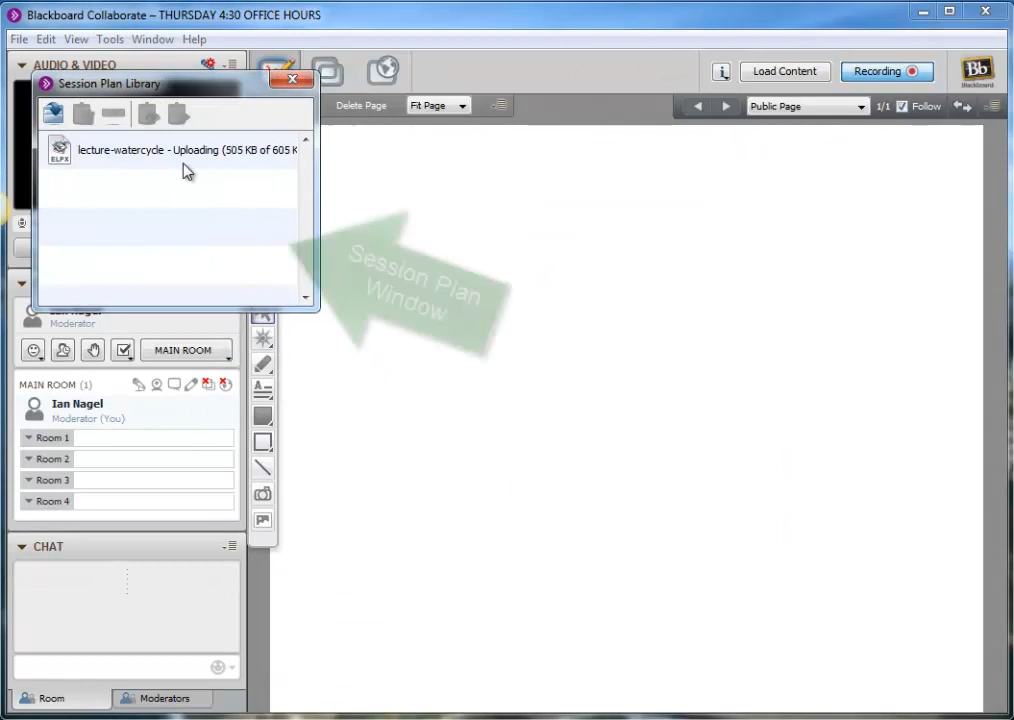 Blackboard Collaborate ~ THURSDAY 4:30 OFFICE HOURS
File Edit View Tools Window Help
AUDIO & VIDEO
Session Plan Library
Load Content
Recording
Bb
Blackboard
Delete Page
Fit Page
Public Page
1/1
Follow
ELPX
lecture-watercycle - Uploading (505 KB of 605 K
Session Plan
Window
Moderator
MAIN ROOM
MAIN ROOM (1)
Ian Nagel
Moderator (You)
Room 1
Room 2
Room 3
Room 4
CHAT
Room
Moderators